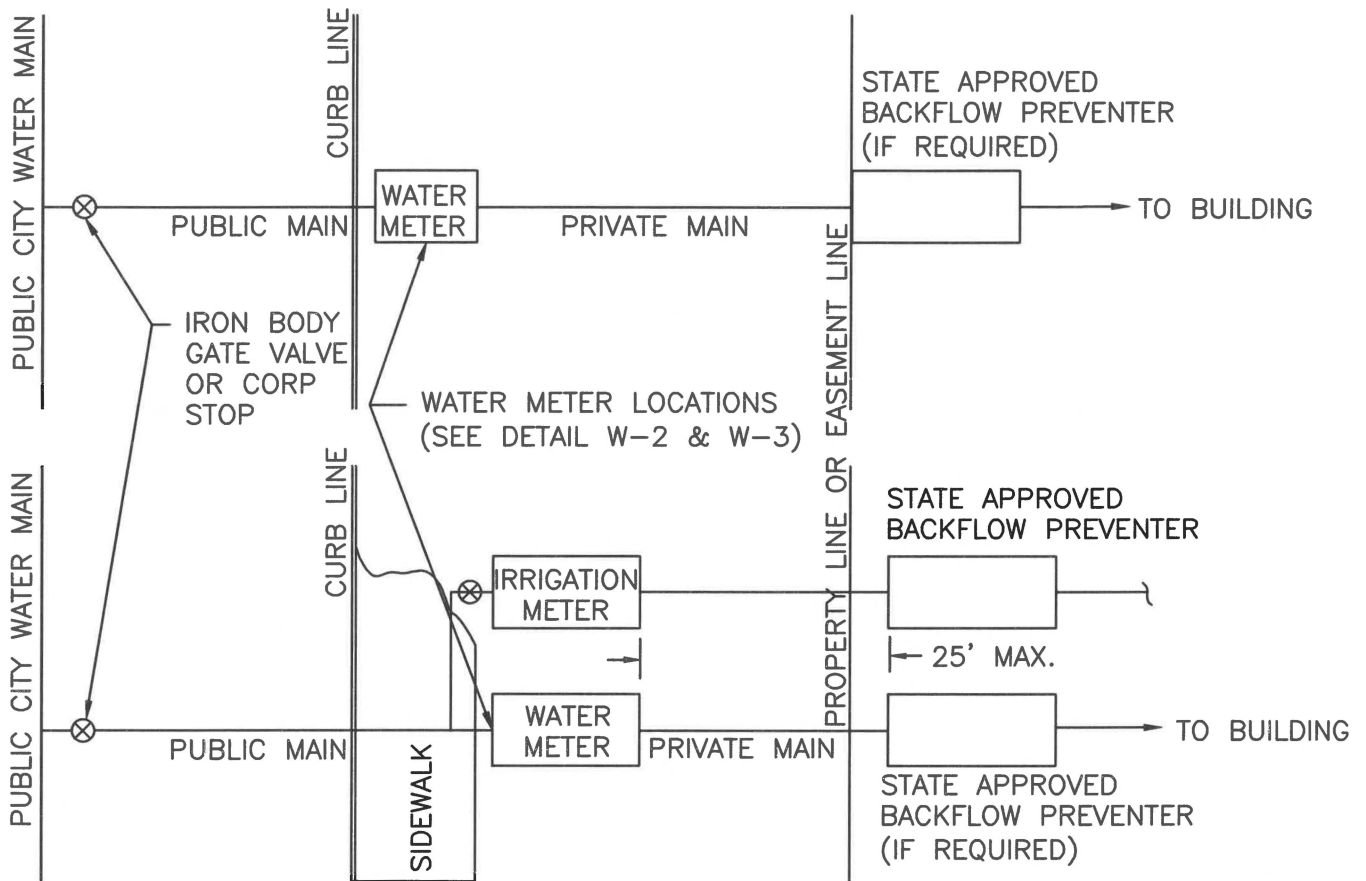 PUBLIC CITY WATER MAIN
CURB LINE
STATE APPROVED
BACKFLOW PREVENTER
(IF REQUIRED)
WATER
METER
PUBLIC MAIN
PRIVATE MAIN
TO BUILDING
IRON BODY
GATE VALVE
OR CORP
STOP
WATER METER LOCATIONS
(SEE DETAIL W-2 & W-3)
PROPERTY LINE OR EASEMENT LINE
PUBLIC CITY WATER MAIN
CURB LINE
STATE APPROVED
BACKFLOW PREVENTER
IRRIGATION
METER
25' MAX.
WATER
METER
PUBLIC MAIN
PRIVATE MAIN
TO BUILDING
SIDEWALK
STATE APPROVED
BACKFLOW PREVENTER
(IF REQUIRED)